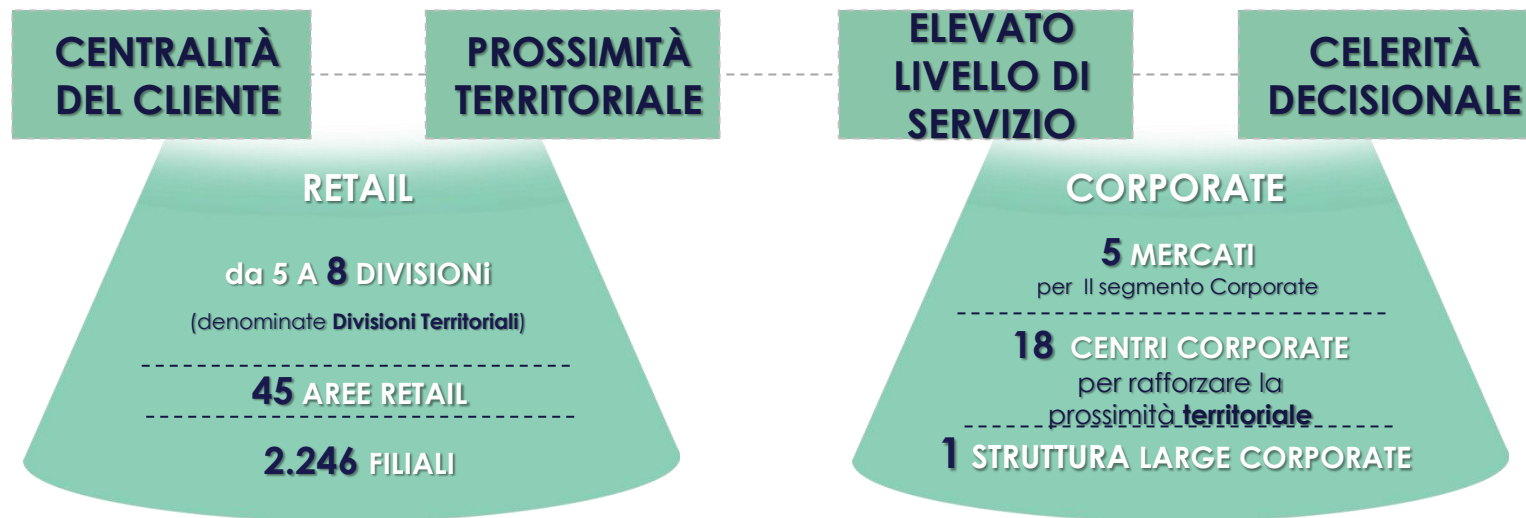 CENTRALITÀ
DEL CLIENTE
PROSSIMITÀ
TERRITORIALE
ELEVATO
LIVELLO DI
SERVIZIO
CELERITÀ
DECISIONALE
RETAIL
da 5 A 8 DIVISIONi
(denominate Divisioni Territoriali)
45 AREE RETAIL
2.246 FILIALI
CORPORATE
5 MERCATI
per Il segmento Corporate
18 CENTRI CORPORATE
per rafforzare la
prossimità territoriale
1 STRUTTURA LARGE CORPORATE